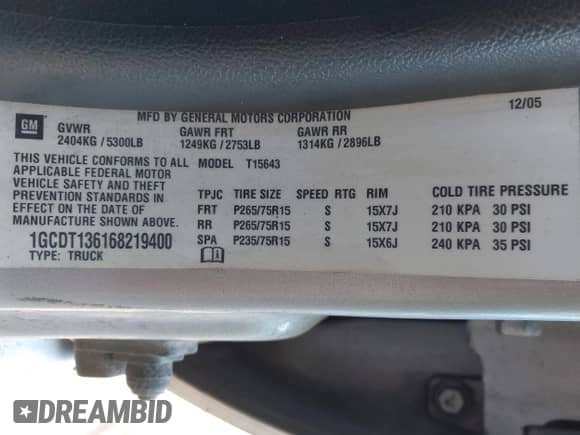 MFD BY GENERAL MOTORS CORPORATION
12/05
GM
GVWR GAWR FRT GAWR RR
2404KG / 5300LB 1249KG / 2753LB 1314KG / 2896LB
THIS VEHICLE CONFORMS TO ALL
APPLICABLE FEDERAL MOTOR
VEHICLE SAFETY AND THEFT
PREVENTION STANDARDS IN
EFFECT ON THE DATE OF
MANUFACTURE SHOWN ABOVE.
1GCDT136168219400
TYPE: TRUCK
MODEL T15643
TPJC TIRE SIZE SPEED RTG RIM COLD TIRE PRESSURE
FRT P265/75R15 S 15X7J 210 KPA 30 PSI
RR P265/75R15 S 15X7J 210 KPA 30 PSI
SPA P235/75R15 S 15X6J 240 KPA 35 PSI
DREAMBID